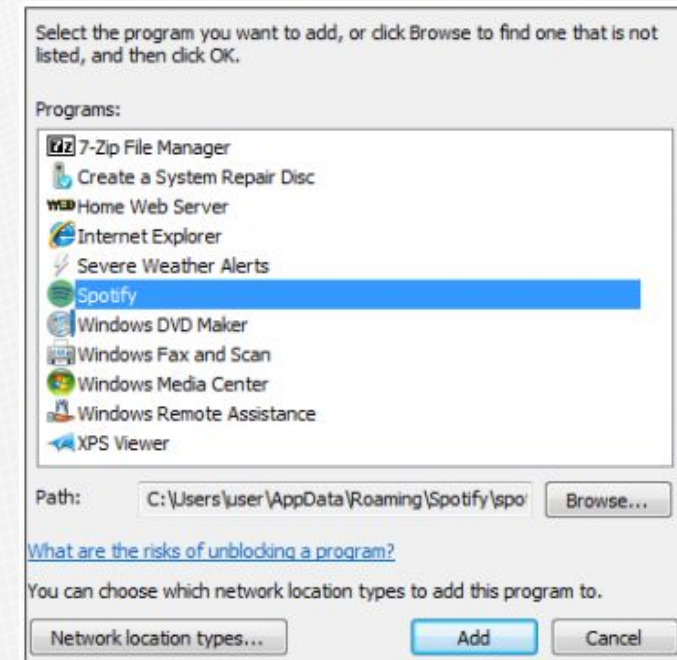 Select the program you want to add, or click Browse to find one that is not
listed, and then click OK.
Programs:
7-Zip File Manager
Create a System Repair Disc
WEB Home Web Server
Internet Explorer
Severe Weather Alerts
Spotify
Windows DVD Maker
Windows Fax and Scan
Windows Media Center
Windows Remote Assistance
XPS Viewer
Path: C:\Users\user\AppData\Roaming\Spotify\spo Browse...
What are the risks of unblocking a program?
You can choose which network location types to add this program to.
Network location types... Add Cancel